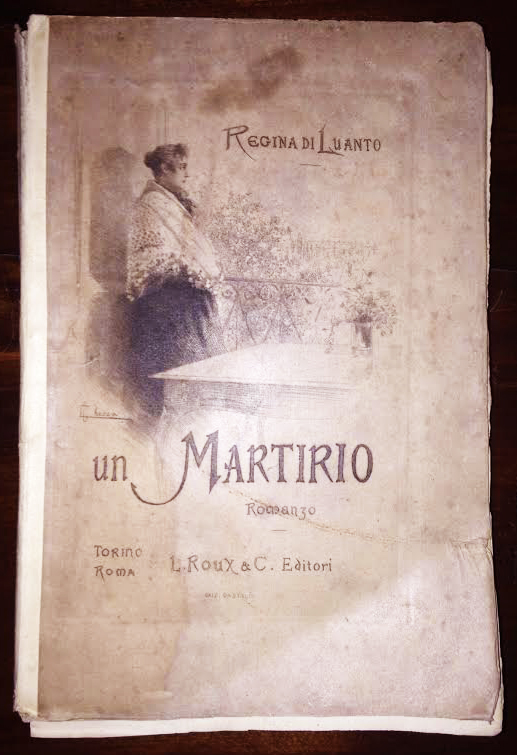 REGINA DI LUANTO
un MARTIRIO
Romanzo
TORINO
ROMA
L. ROUX & C. Editori